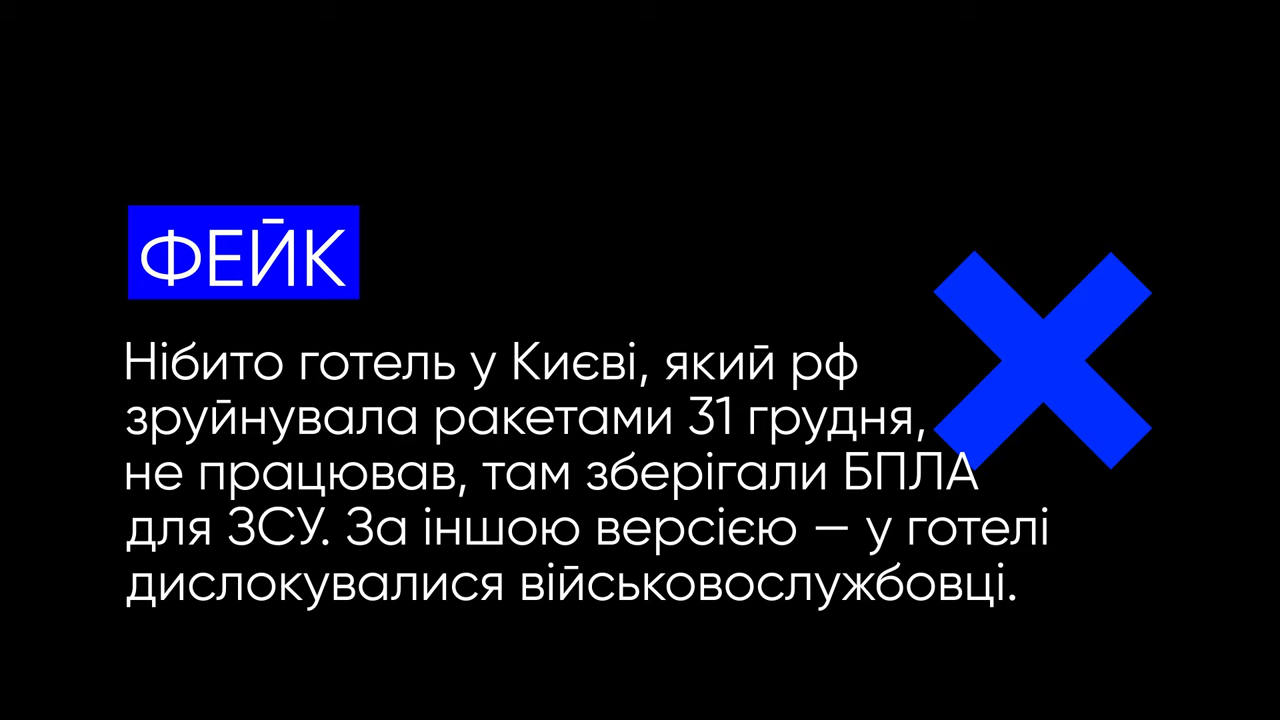 ФЕЙК
Нібито готель у Києві, який рф
зруйнувала ракетами 31 грудня,
не працював, там зберігали БПЛА
для ЗСУ. За іншою версією — у готелі
дислокувалися військовослужбовці.